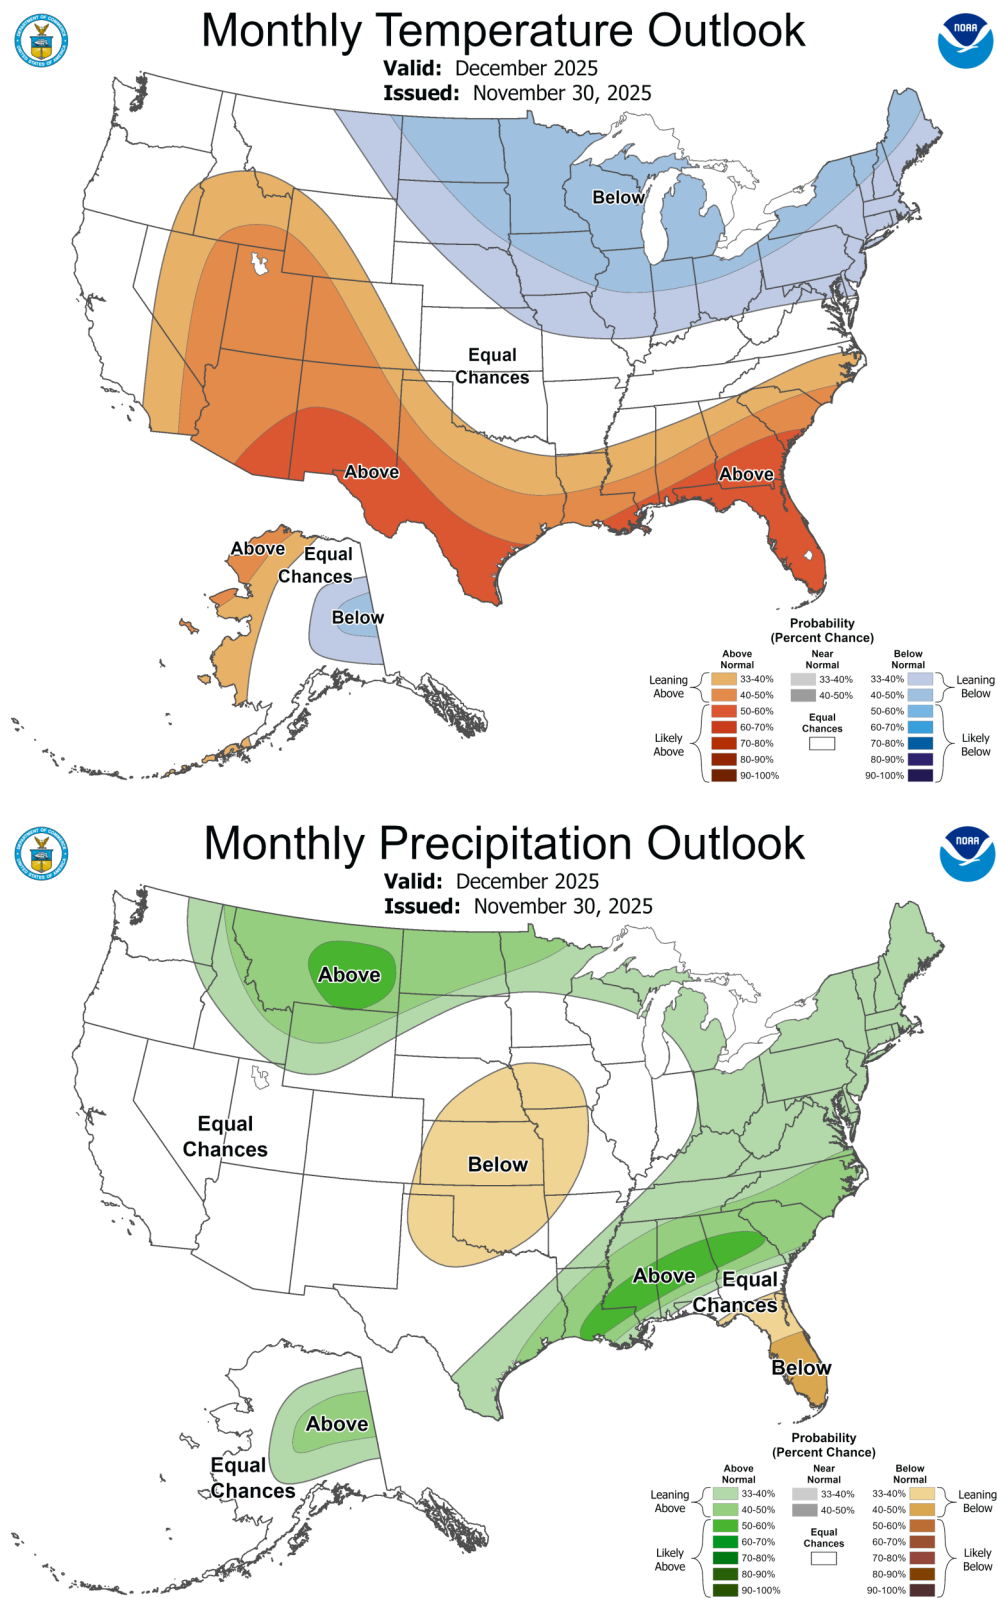 Monthly Temperature Outlook
Valid: December 2025
Issued: November 30, 2025
NOAA
Below
Equal
Chances
Above
Above
Above
Equal
Chances
Below
Probability
(Percent Chance)
Above
Normal
Near
Normal
Below
Normal
Leaning
Above
33-40%
40-50%
33-40%
40-50%
33-40%
40-50%
Leaning
Below
Likely
Above
50-60%
60-70%
70-80%
80-90%
90-100%
Equal
Chances
50-60%
60-70%
70-80%
80-90%
90-100%
Likely
Below
Monthly Precipitation Outlook
Valid: December 2025
Issued: November 30, 2025
NOAA
Above
Equal
Chances
Below
Above
Equal
Chances
Below
Above
Equal
Chances
Probability
(Percent Chance)
Above
Normal
Near
Normal
Below
Normal
Leaning
Above
33-40%
40-50%
33-40%
40-50%
33-40%
40-50%
Leaning
Below
Likely
Above
50-60%
60-70%
70-80%
80-90%
90-100%
Equal
Chances
50-60%
60-70%
70-80%
80-90%
90-100%
Likely
Below